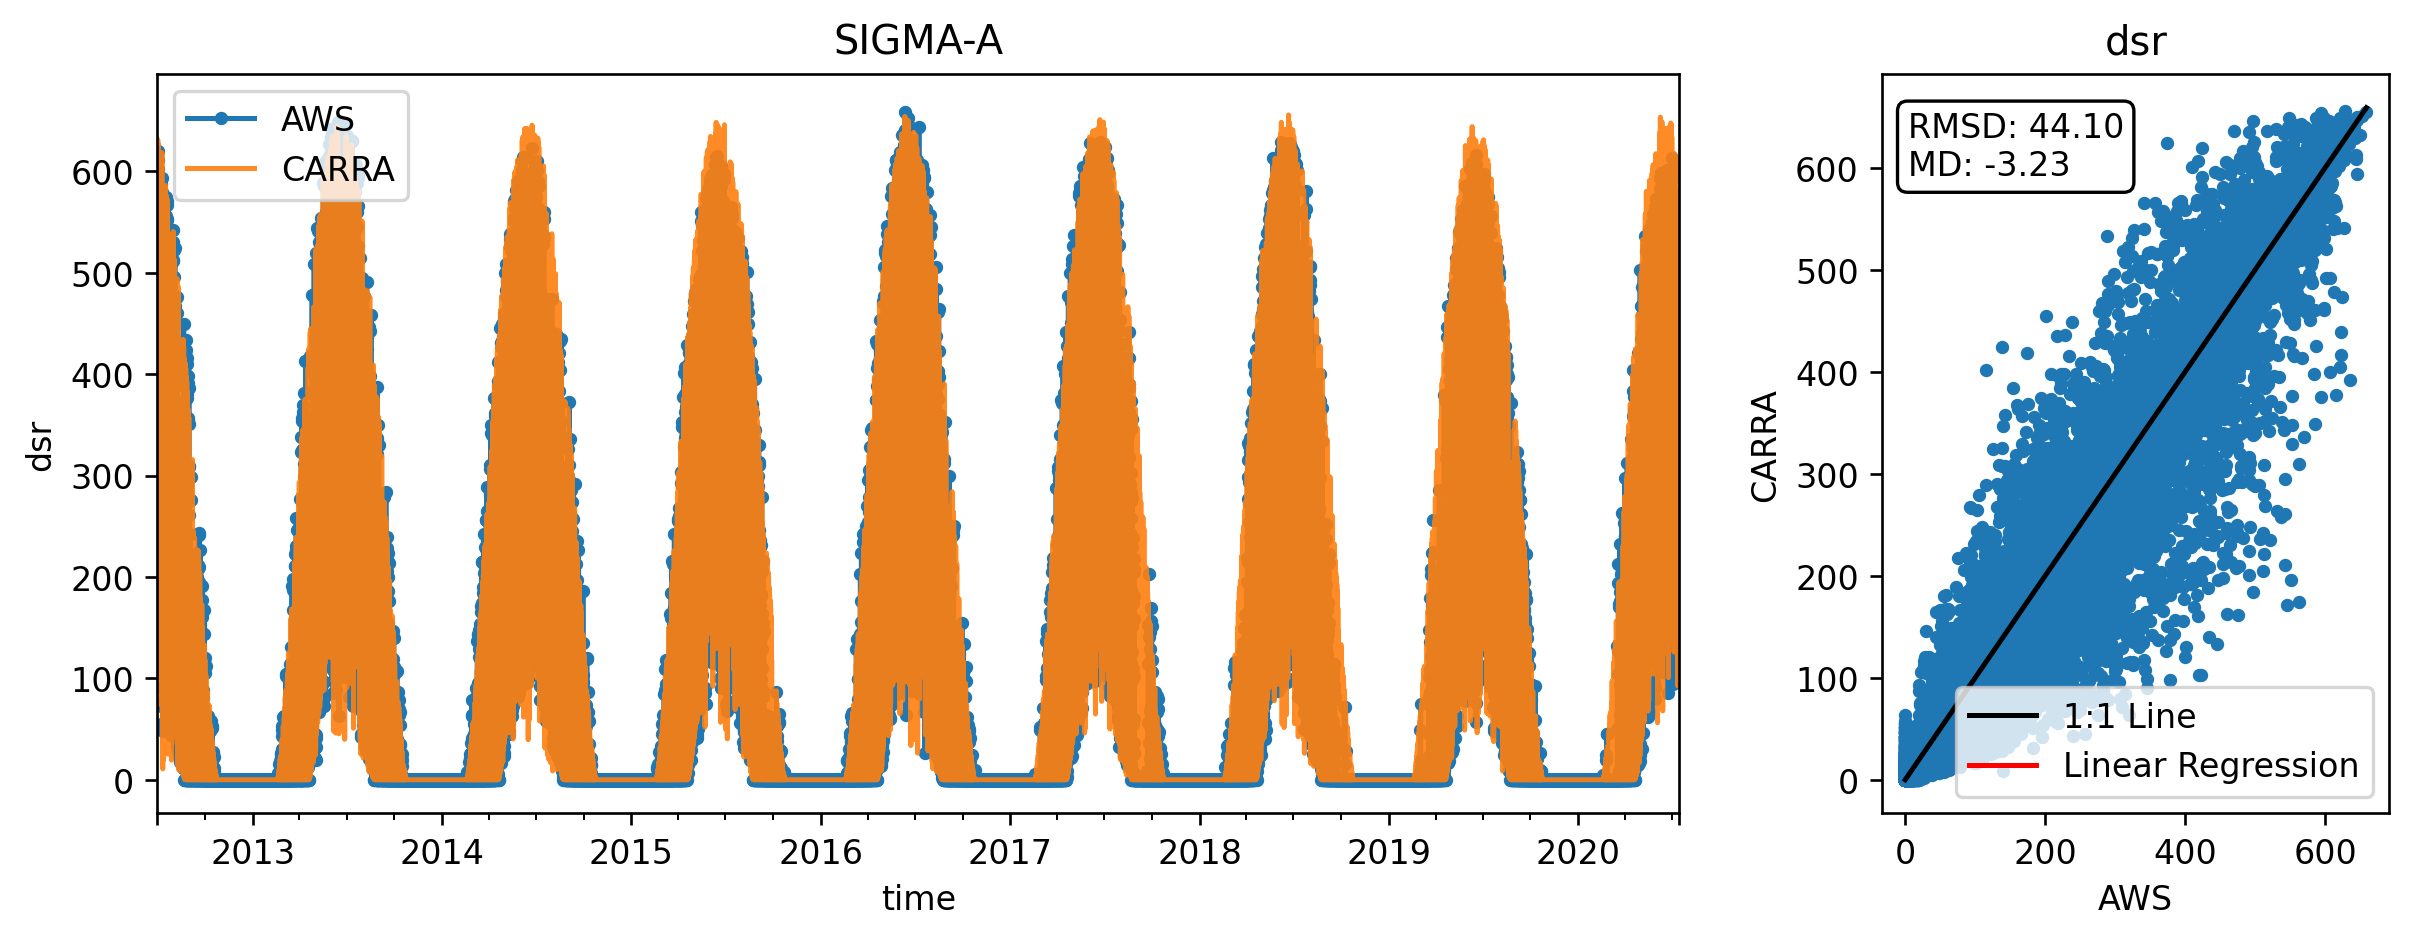 SIGMA-A
AWS
CARRA
dsr
600
500
400
300
200
100
0
2013 2014 2015 2016 2017 2018 2019 2020
time
dsr
RMSD: 44.10
MD: -3.23
CARRA
600
500
400
300
200
100
0
1:1 Line
Linear Regression
0 200 400 600
AWS